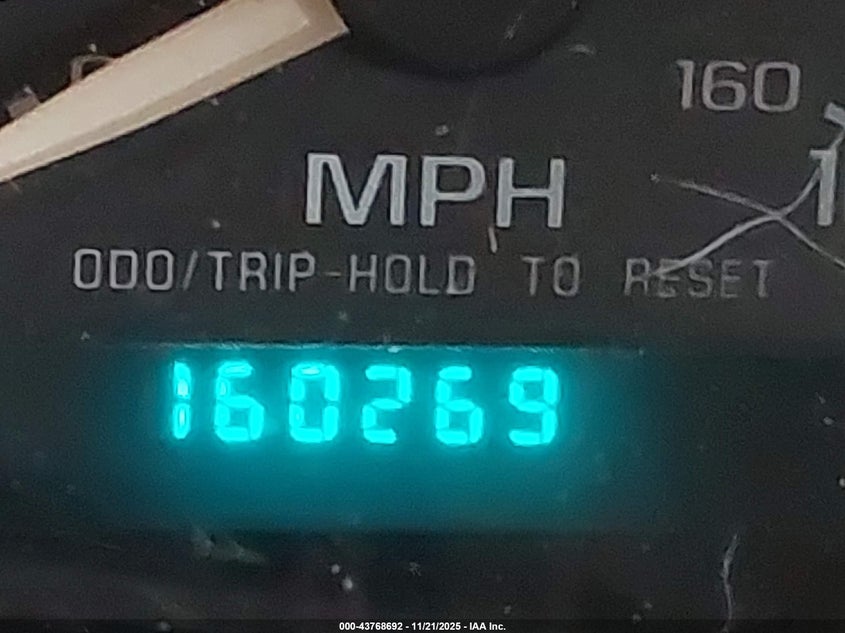 160
MPH
ODO/TRIP-HOLD TO RESET
160269
000-43768692 - 11/21/2025 - IAA Inc.